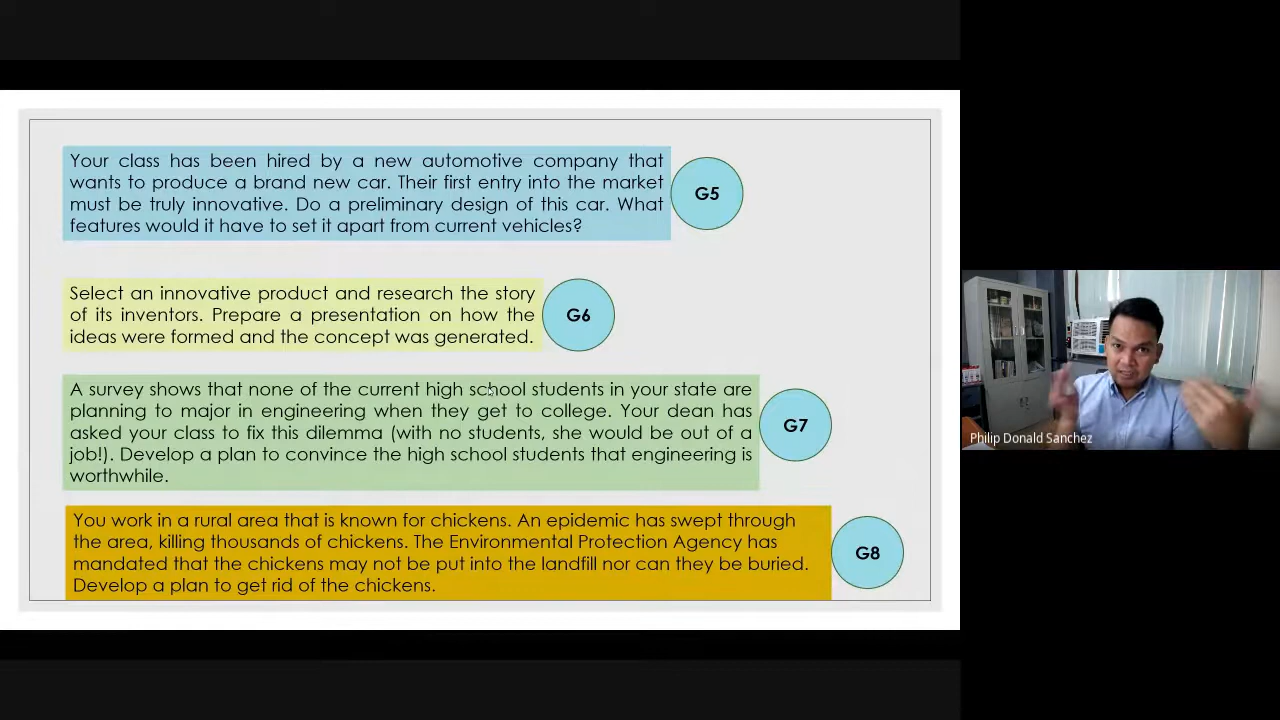 Your class has been hired by a new automotive company that
wants to produce a brand new car. Their first entry into the market
must be truly innovative. Do a preliminary design of this car. What
features would it have to set it apart from current vehicles?
G5
Select an innovative product and research the story
of its inventors. Prepare a presentation on how the
ideas were formed and the concept was generated.
G6
A survey shows that none of the current high school students in your state are
planning to major in engineering when they get to college. Your dean has
asked your class to fix this dilemma (with no students, she would be out of a
job!). Develop a plan to convince the high school students that engineering is
worthwhile.
G7
You work in a rural area that is known for chickens. An epidemic has swept through
the area, killing thousands of chickens. The Environmental Protection Agency has
mandated that the chickens may not be put into the landfill nor can they be buried.
Develop a plan to get rid of the chickens.
G8
Philip Donald Sanchez